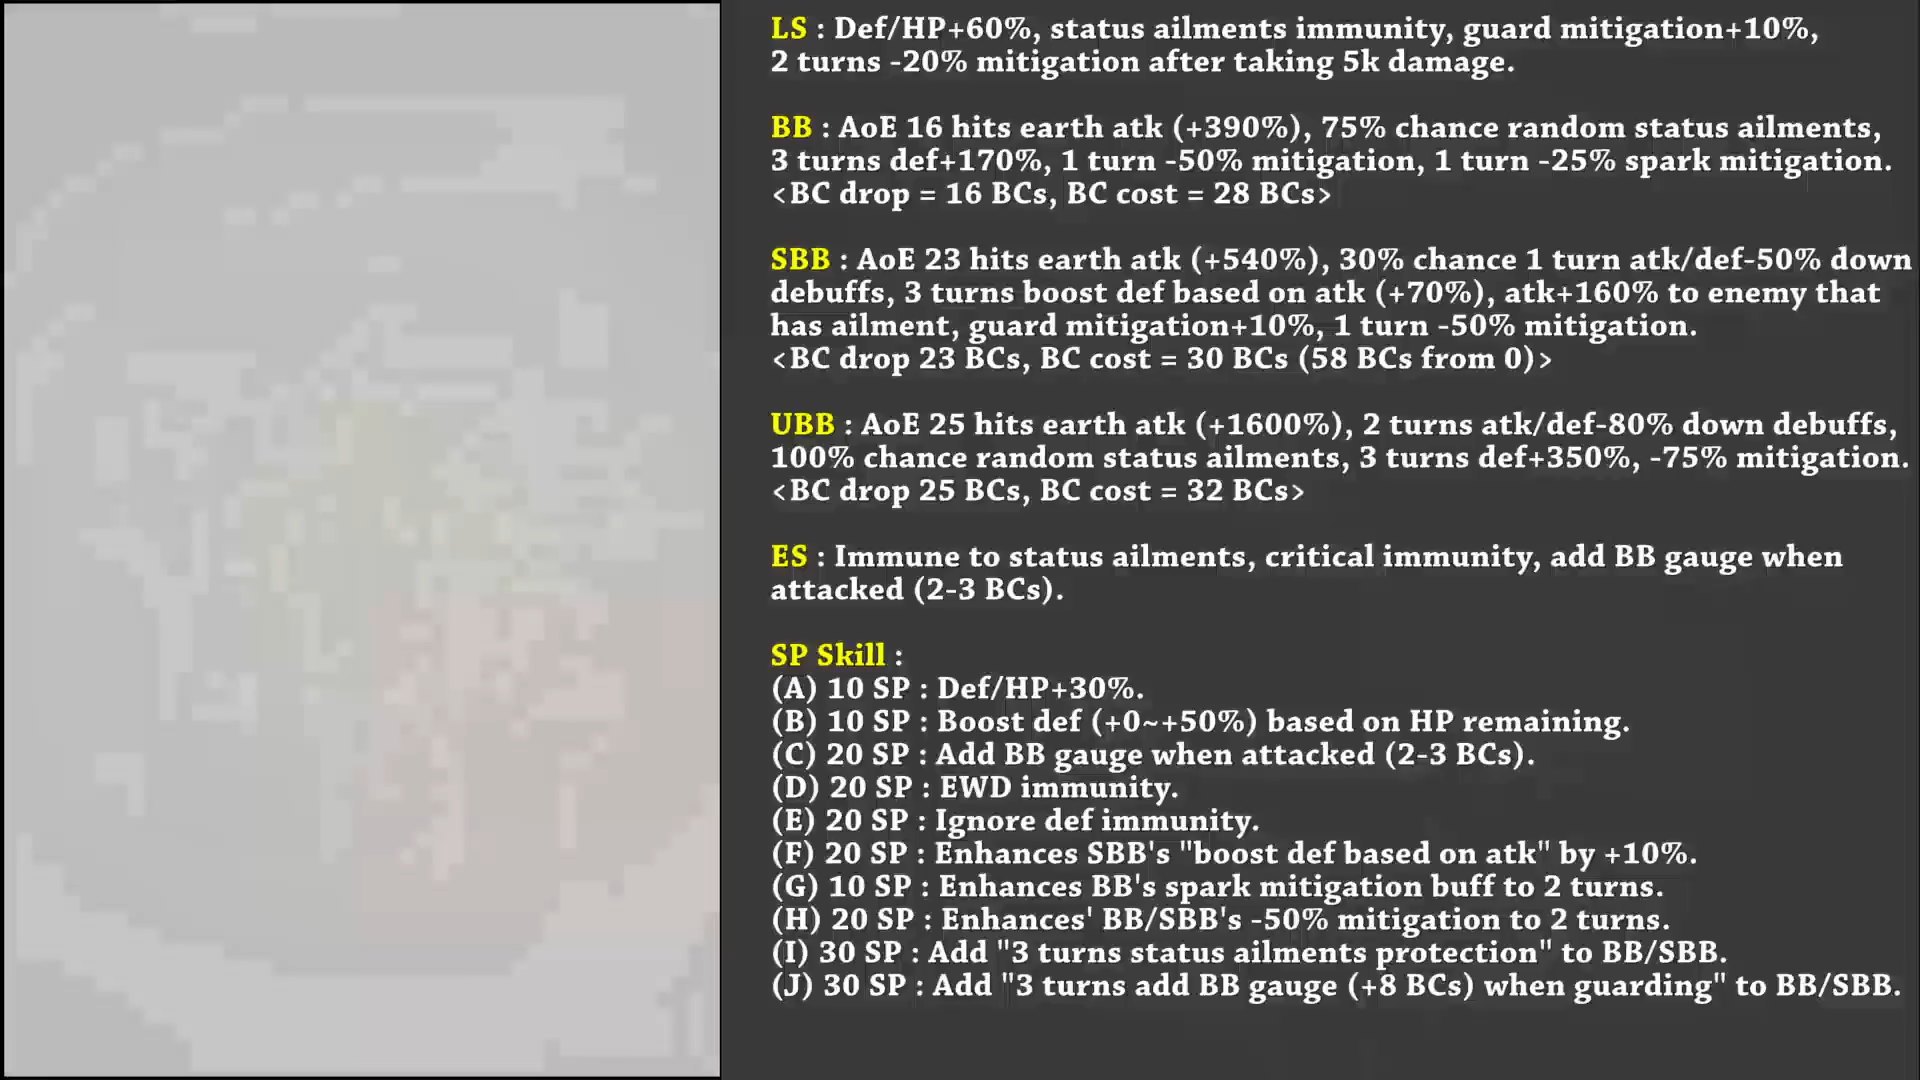 LS : Def/HP+60%, status ailments immunity, guard mitigation+10%,
2 turns -20% mitigation after taking 5k damage.
BB : AoE 16 hits earth atk (+390%), 75% chance random status ailments,
3 turns def+170%, 1 turn -50% mitigation, 1 turn -25% spark mitigation.
<BC drop = 16 BCs, BC cost = 28 BCs>
SBB : AoE 23 hits earth atk (+540%), 30% chance 1 turn atk/def-50% down
debuffs, 3 turns boost def based on atk (+70%), atk+160% to enemy that
has ailment, guard mitigation+10%, 1 turn -50% mitigation.
<BC drop 23 BCs, BC cost = 30 BCs (58 BCs from 0)>
UBB : AoE 25 hits earth atk (+1600%), 2 turns atk/def-80% down debuffs,
100% chance random status ailments, 3 turns def+350%, -75% mitigation.
<BC drop 25 BCs, BC cost = 32 BCs>
ES : Immune to status ailments, critical immunity, add BB gauge when
attacked (2-3 BCs).
SP Skill :
(A) 10 SP : Def/HP+30%.
(B) 10 SP : Boost def (+0~+50%) based on HP remaining.
(C) 20 SP : Add BB gauge when attacked (2-3 BCs).
(D) 20 SP : EWD immunity.
(E) 20 SP : Ignore def immunity.
(F) 20 SP : Enhances SBB's "boost def based on atk" by +10%.
(G) 10 SP : Enhances BB's spark mitigation buff to 2 turns.
(H) 20 SP : Enhances' BB/SBB's -50% mitigation to 2 turns.
(I) 30 SP : Add "3 turns status ailments protection" to BB/SBB.
(J) 30 SP : Add "3 turns add BB gauge (+8 BCs) when guarding" to BB/SBB.